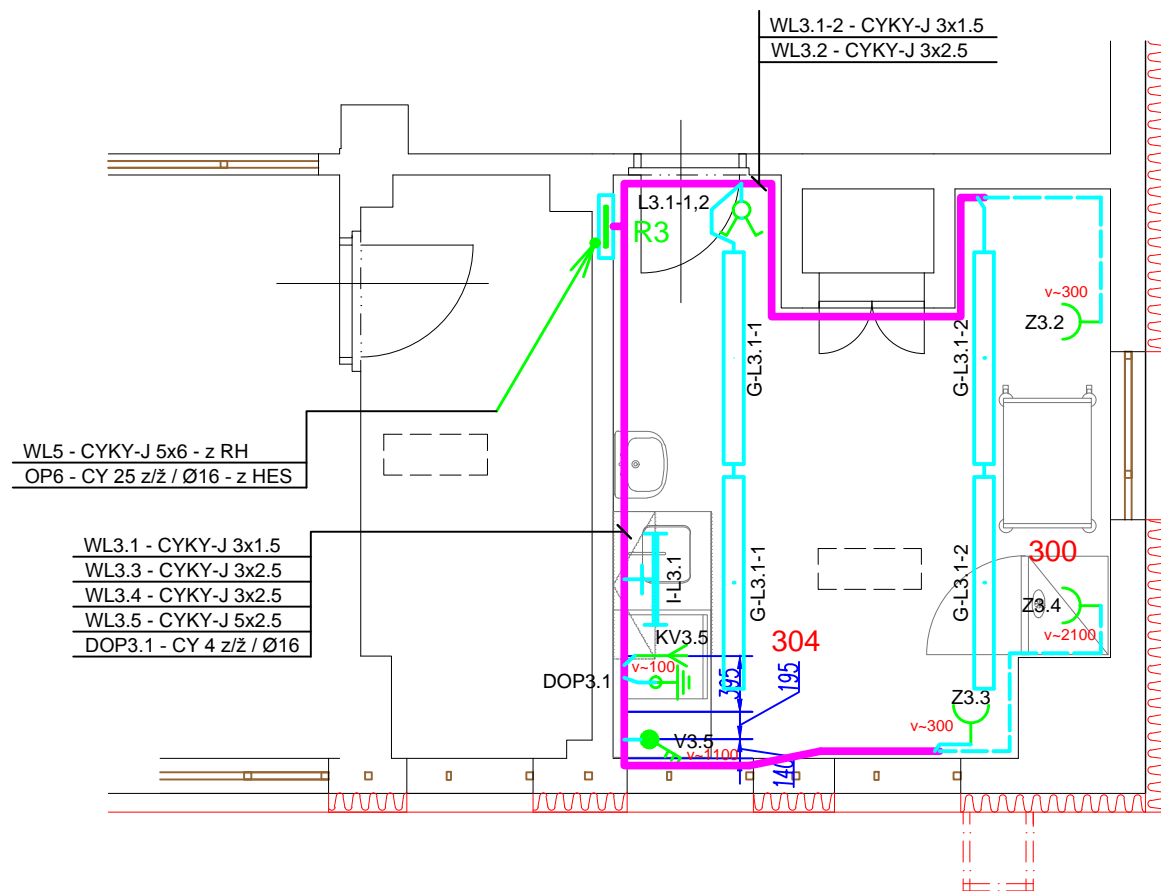 WL3.1-2 - CYKY-J 3x1.5
WL3.2 - CYKY-J 3x2.5
L3.1-1,2
R3
v~300
Z3.2
G-L3.1-1
G-L3.1-2
WL5 - CYKY-J 5x6 - z RH
OP6 - CY 25 z/ž / Ø16 - z HES
WL3.1 - CYKY-J 3x1.5
WL3.3 - CYKY-J 3x2.5
WL3.4 - CYKY-J 3x2.5
WL3.5 - CYKY-J 5x2.5
DOP3.1 - CY 4 z/ž / Ø16
I-L3.1
G-L3.1-1
G-L3.1-2
300
Z3.4
v~2100
KV3.5
304
v~100
DOP3.1
395
195
Z3.3
v~300
V3.5
v~1100
140